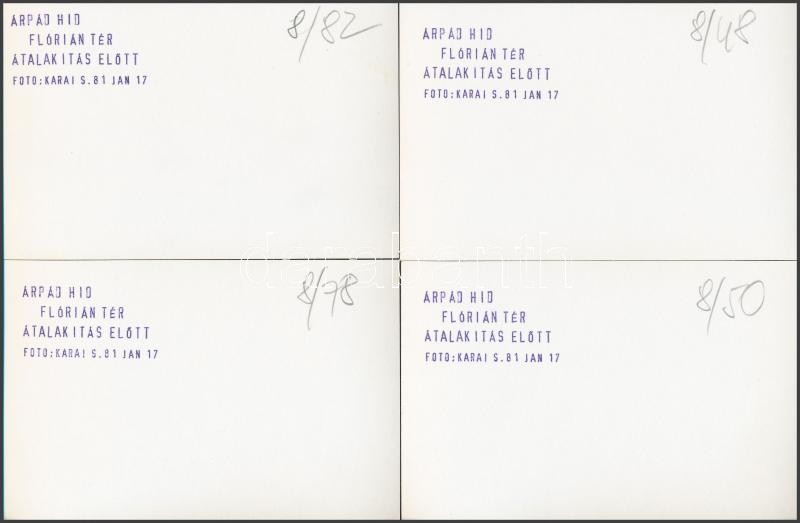 ÁRPÁD HID
FLÓRIÁN TÉR
ÁTALAKITÁS ELŐTT
FOTO:KARAI S.81 JAN 17
8/82
ÁRPÁD HID
FLÓRIÁN TÉR
ÁTALAKITÁS ELŐTT
FOTO:KARAI S.81 JAN 17
8/48
ÁRPÁD HID
FLÓRIÁN TÉR
ÁTALAKITÁS ELŐTT
FOTO:KARAI S.81 JAN 17
8/78
ÁRPÁD HID
FLÓRIÁN TÉR
ÁTALAKITÁS ELŐTT
FOTO:KARAI S.81 JAN 17
8/50
darabanth